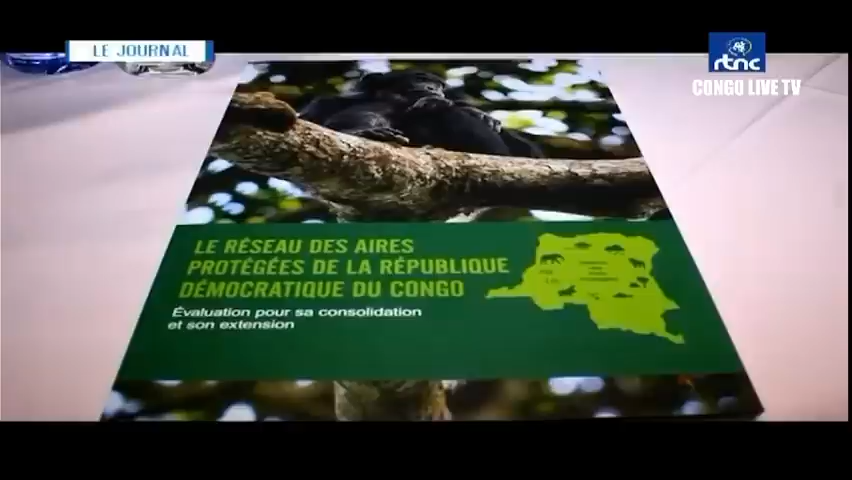 LE JOURNAL
rtnc
CONGO LIVE TV
LE RÉSEAU DES AIRES
PROTÉGÉES DE LA RÉPUBLIQUE
DÉMOCRATIQUE DU CONGO
Évaluation pour sa consolidation
et son extension